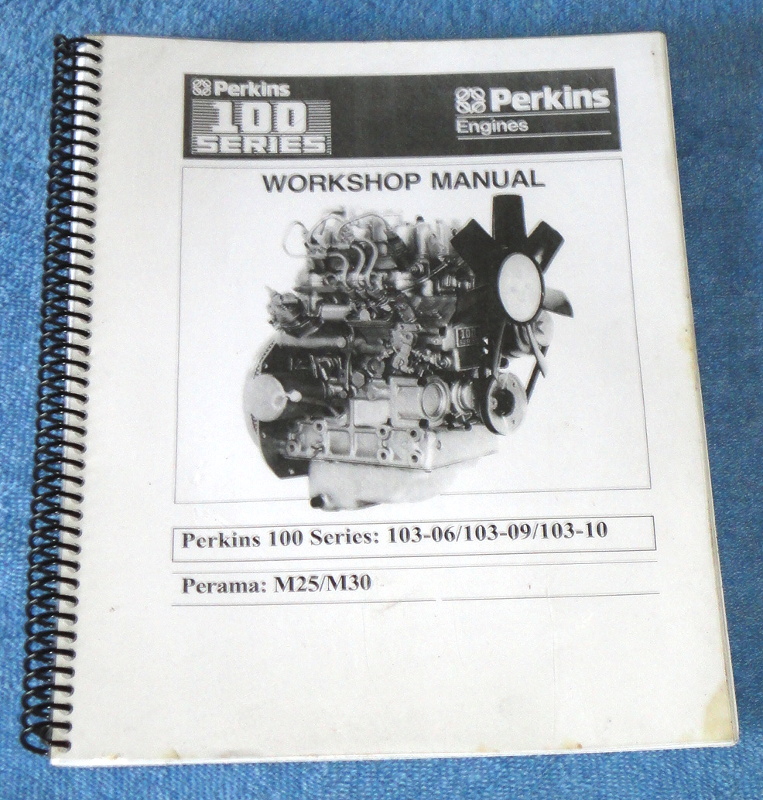 Perkins
100
SERIES
Perkins
Engines
WORKSHOP MANUAL
Perkins 100 Series: 103-06/103-09/103-10
Perama: M25/M30